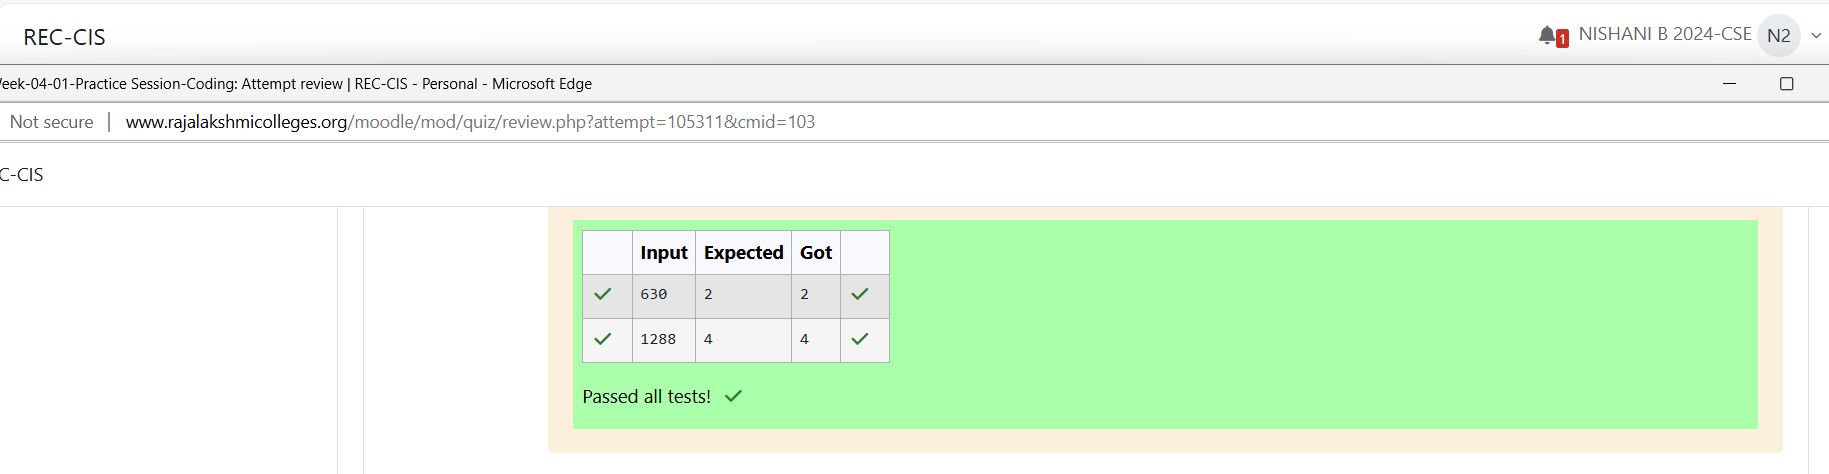 REC-CIS
1 NISHANI B 2024-CSE N2
eek-04-01-Practice Session-Coding: Attempt review | REC-CIS - Personal - Microsoft Edge
Not secure | www.rajalakshmicolleges.org/moodle/mod/quiz/review.php?attempt=105311&cmid=103
C-CIS
Input Expected Got
630 2 2
1288 4 4
Passed all tests!